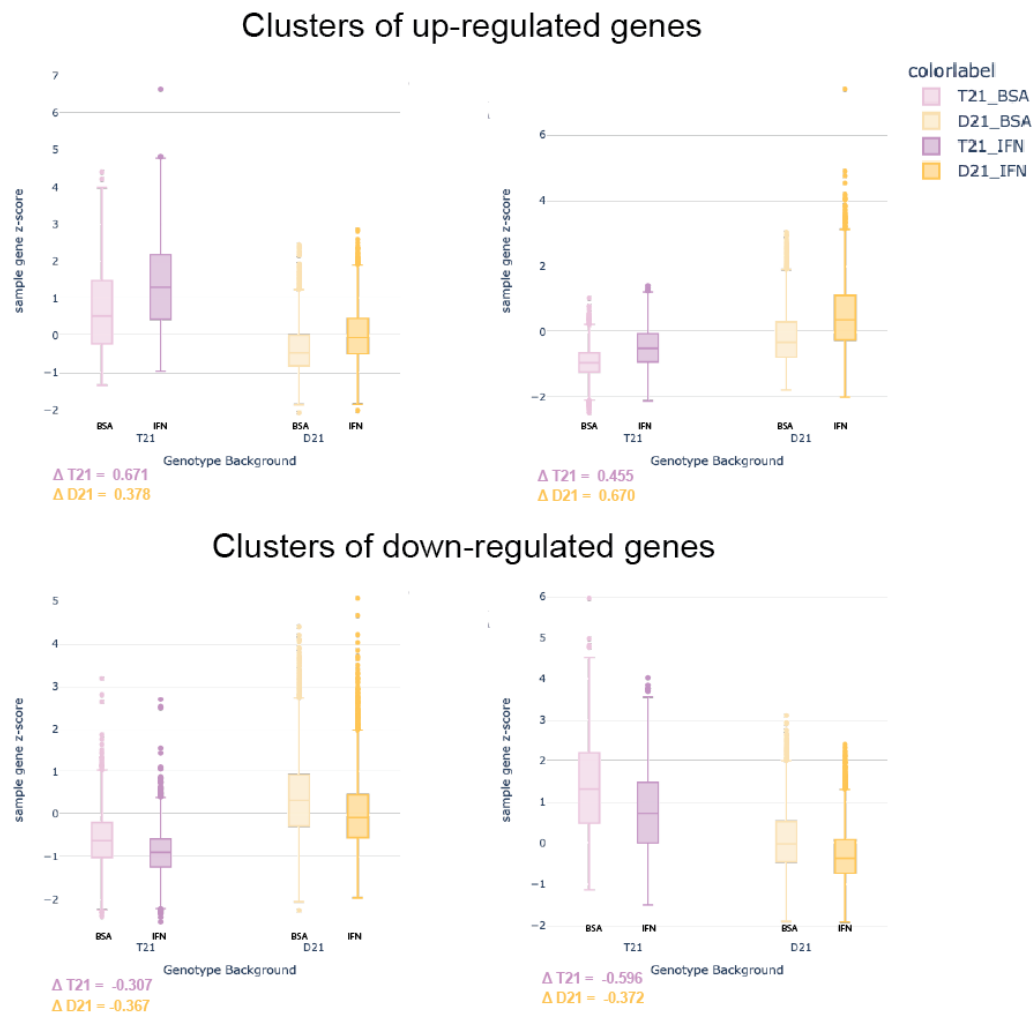 Clusters of up-regulated genes
7
6
5
4
3
2
1
0
−1
−2
sample gene z-score
BSA
IFN
BSA
IFN
T21
D21
Genotype Background
Δ T21 = 0.671
Δ D21 = 0.378
6
4
2
0
−2
sample gene z-score
BSA
IFN
BSA
IFN
T21
D21
Genotype Background
Δ T21 = 0.455
Δ D21 = 0.670
colorlabel
T21_BSA
D21_BSA
T21_IFN
D21_IFN
Clusters of down-regulated genes
5
4
3
2
1
0
−1
−2
sample gene z-score
BSA
IFN
BSA
IFN
T21
D21
Genotype Background
Δ T21 = -0.307
Δ D21 = -0.367
6
5
4
3
2
1
0
−1
−2
sample gene z-score
BSA
IFN
BSA
IFN
T21
D21
Genotype Background
Δ T21 = -0.596
Δ D21 = -0.372